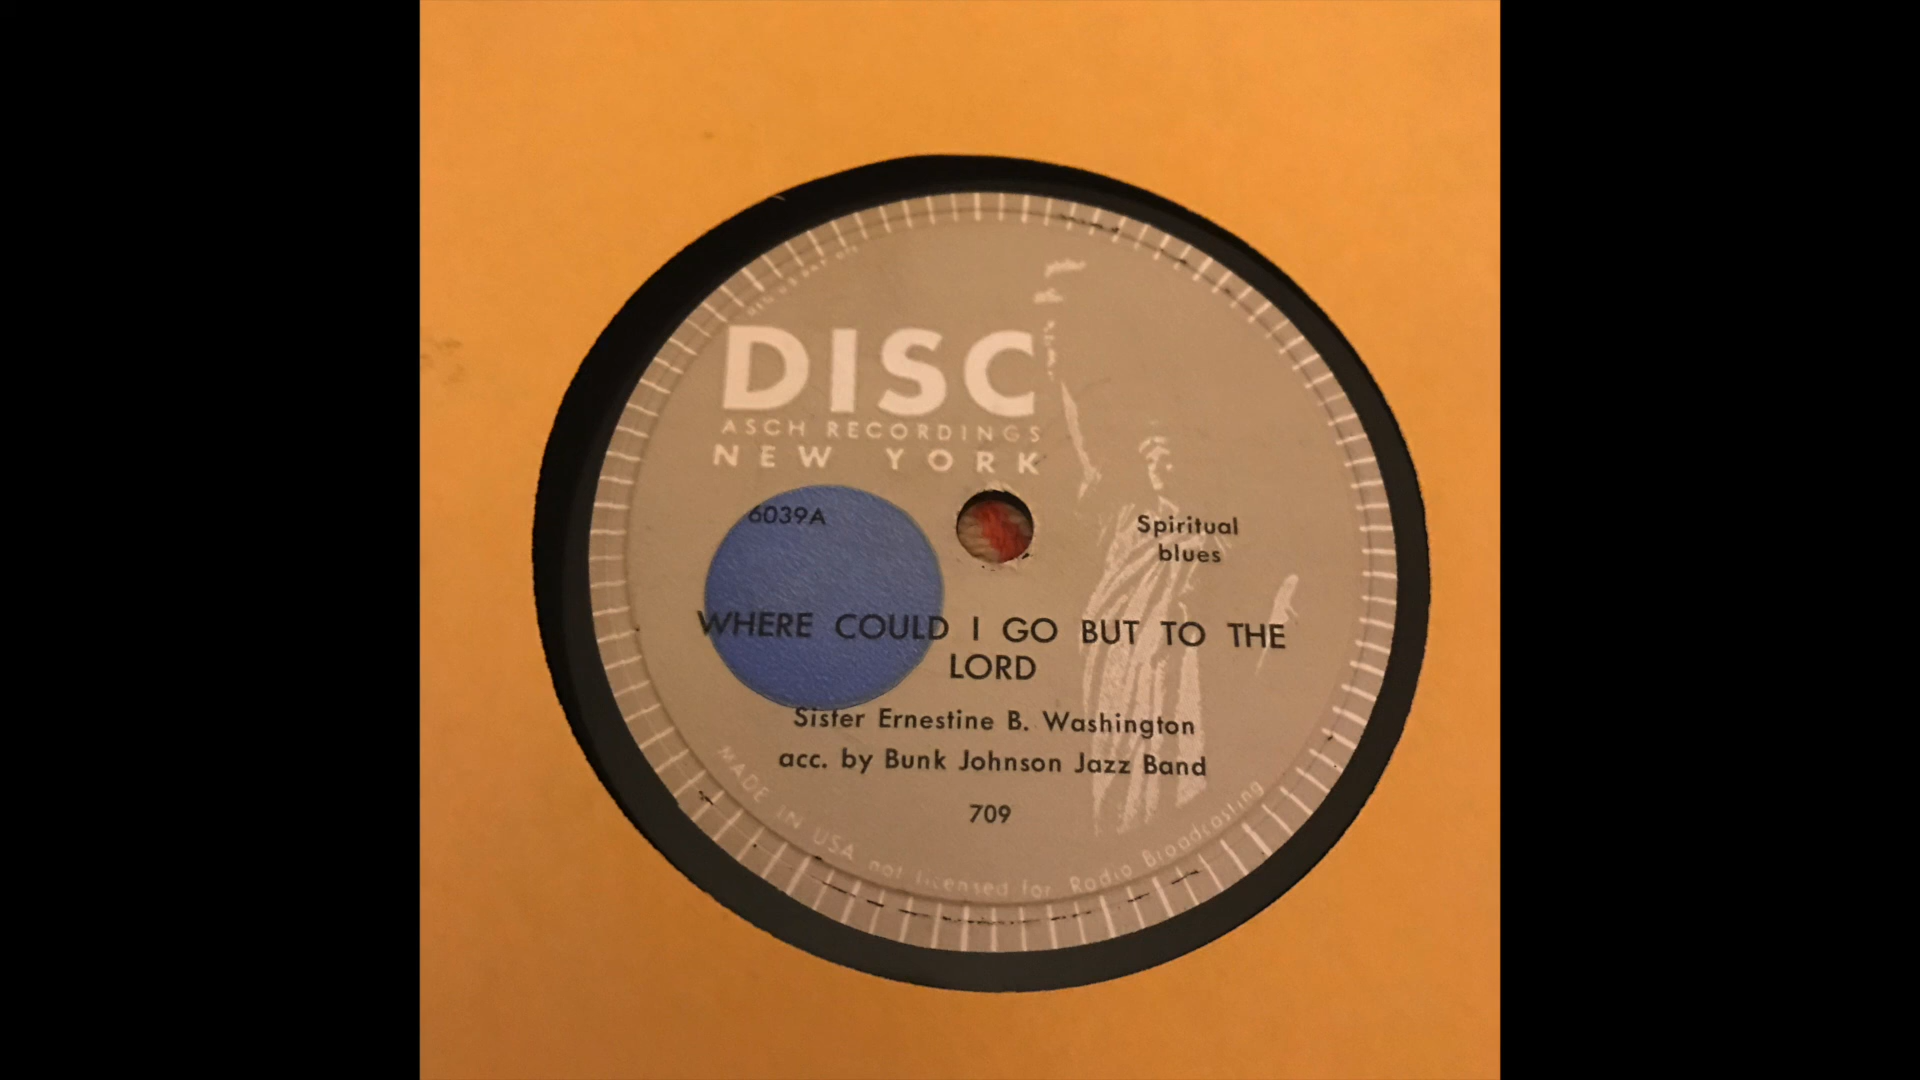 DISC
ASCH RECORDINGS
NEW YORK
6039A
Spiritual
blues
WHERE COULD I GO BUT TO THE
LORD
Sister Ernestine B. Washington
acc. by Bunk Johnson Jazz Band
709
MADE IN USA not licensed for Radio Broadcasting